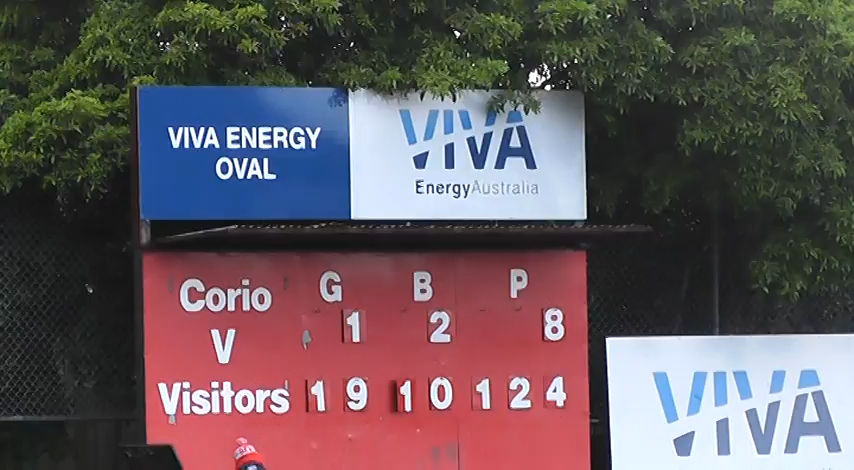 VIVA ENERGY
OVAL
VIVA
EnergyAustralia
G B P
Corio 1 2 8
V
Visitors 19 10 124
VIVA